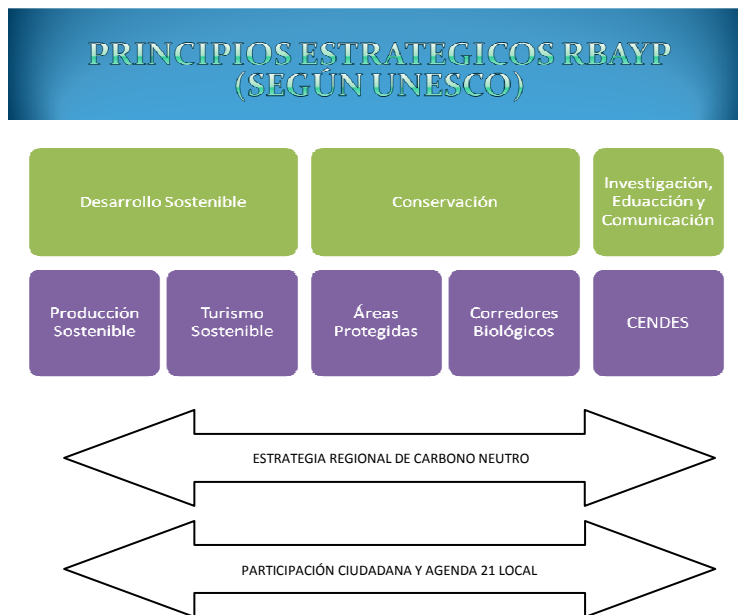 PRINCIPIOS ESTRATEGICOS RBAYP
(SEGÚN UNESCO)
Desarrollo Sostenible
Conservación
Investigación,
Eduacción y
Comunicación
Producción
Sostenible
Turismo
Sostenible
Áreas
Protegidas
Corredores
Biológicos
CENDES
ESTRATEGIA REGIONAL DE CARBONO NEUTRO
PARTICIPACIÓN CIUDADANA Y AGENDA 21 LOCAL